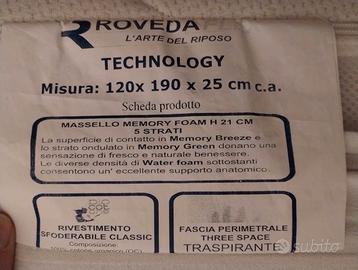 ROVEDA
L'ARTE DEL RIPOSO
TECHNOLOGY
Misura: 120x 190 x 25 cm c.a.
Scheda prodotto
MASSELLO MEMORY FOAM H 21 CM
5 STRATI
La superficie di contatto in Memory Breeze e
lo strato ondulato in Memory Green donano una
sensazione di fresco e naturale benessere.
Le diverse densità di Water foam sottostanti
consentono un' excellente supporto anatomico.
RIVESTIMENTO
SFODERABILE CLASSIC
Composizione:
FASCIA PERIMETRALE
THREE SPACE
TRASPIRANTE
subito